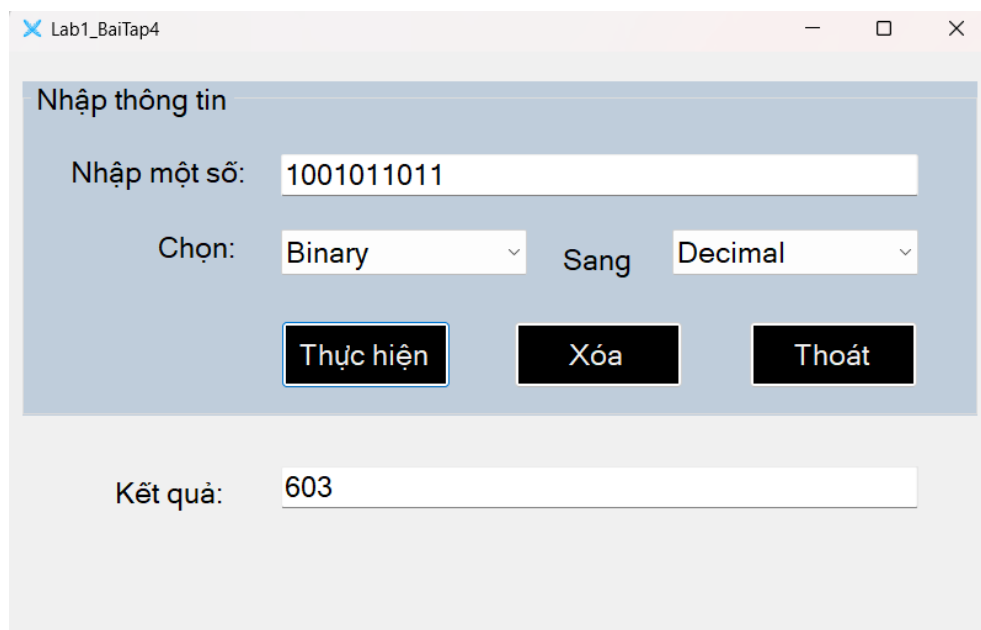 Lab1_BaiTap4
Nhập thông tin
Nhập một số: 1001011011
Chọn: Binary Sang Decimal
Thực hiện Xóa Thoát
Kết quả: 603